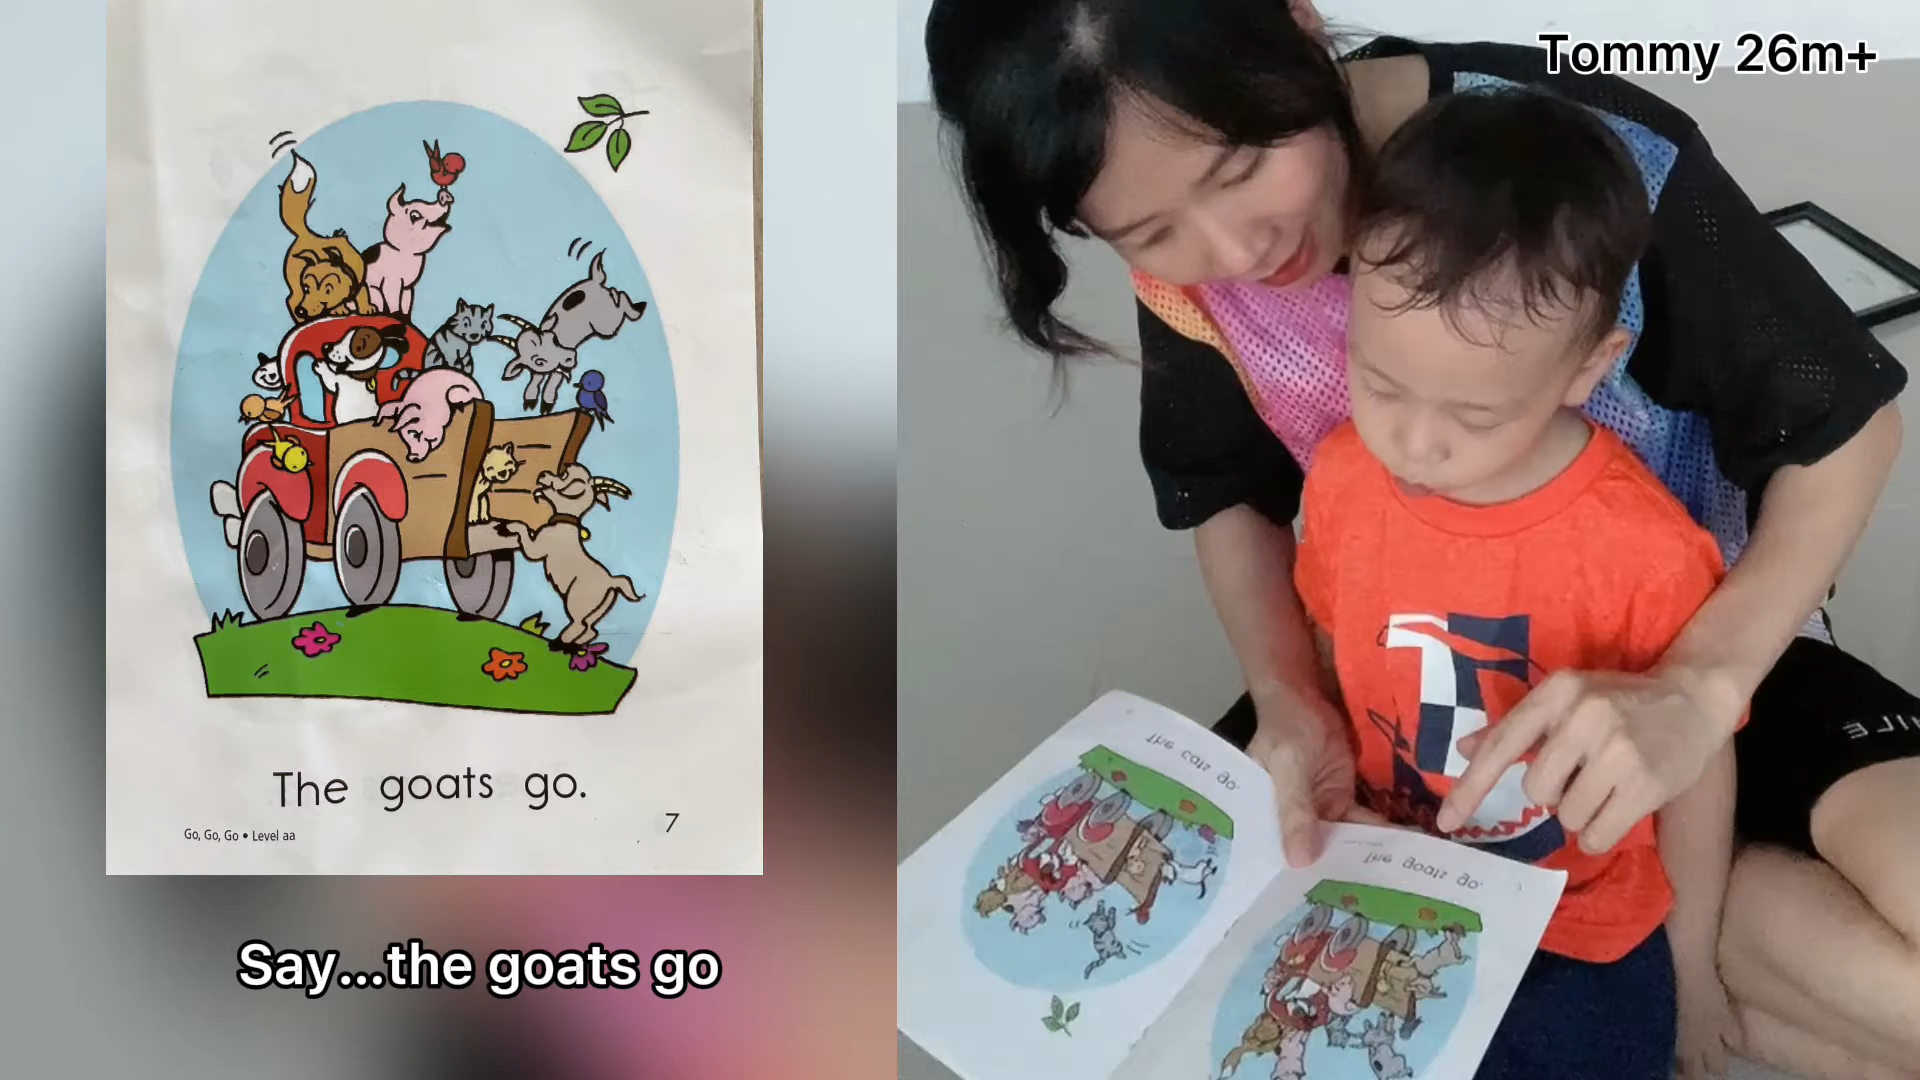 Tommy 26m+
The goats go.
7
Go, Go, Go • Level aa
Say...the goats go
The cats go.
The goats go.